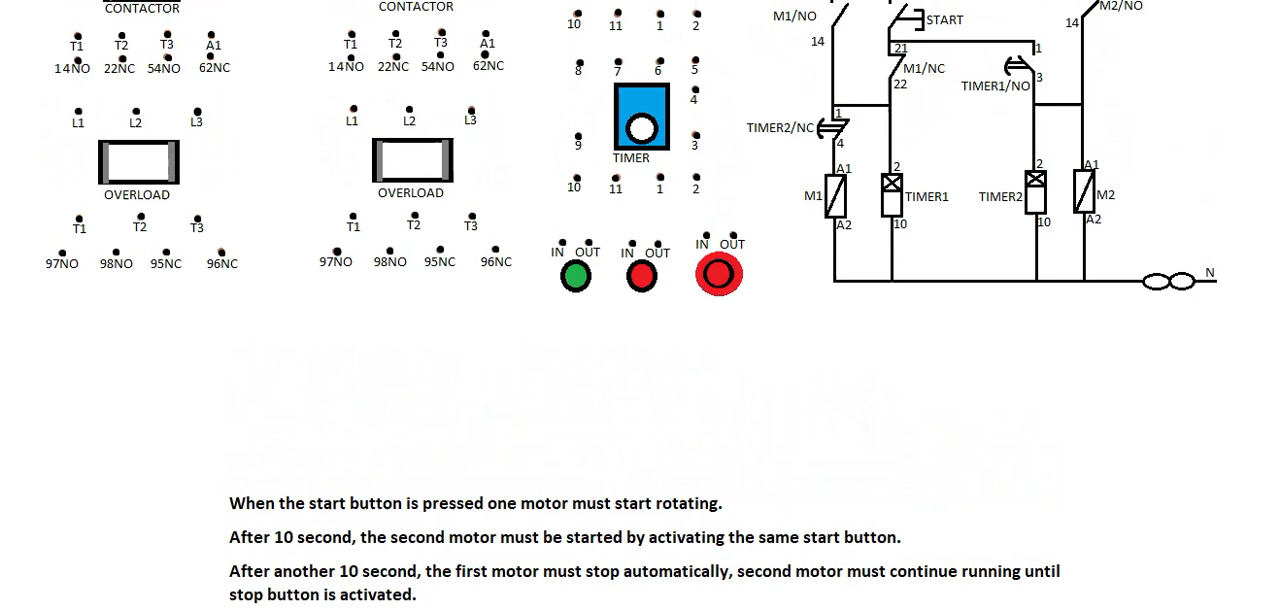 CONTACTOR
CONTACTOR
T1 T2 T3 A1
14NO 22NC 54NO 62NC
L1 L2 L3
OVERLOAD
T1 T2 T3
97NO 98NO 95NC 96NC
T1 T2 T3 A1
14NO 22NC 54NO 62NC
L1 L2 L3
OVERLOAD
T1 T2 T3
97NO 98NO 95NC 96NC
10 11 1 2
8 7 6 5
4
9 3
TIMER
10 11 1 2
IN OUT IN OUT IN OUT
M1/NO
14
START
21
M1/NC
22
M2/NO
14
1
TIMER1/NO
3
1
TIMER2/NC
4
A1
M1
A2
2
TIMER1
10
2
TIMER2
10
A1
M2
A2
N
When the start button is pressed one motor must start rotating.
After 10 second, the second motor must be started by activating the same start button.
After another 10 second, the first motor must stop automatically, second motor must continue running until
stop button is activated.